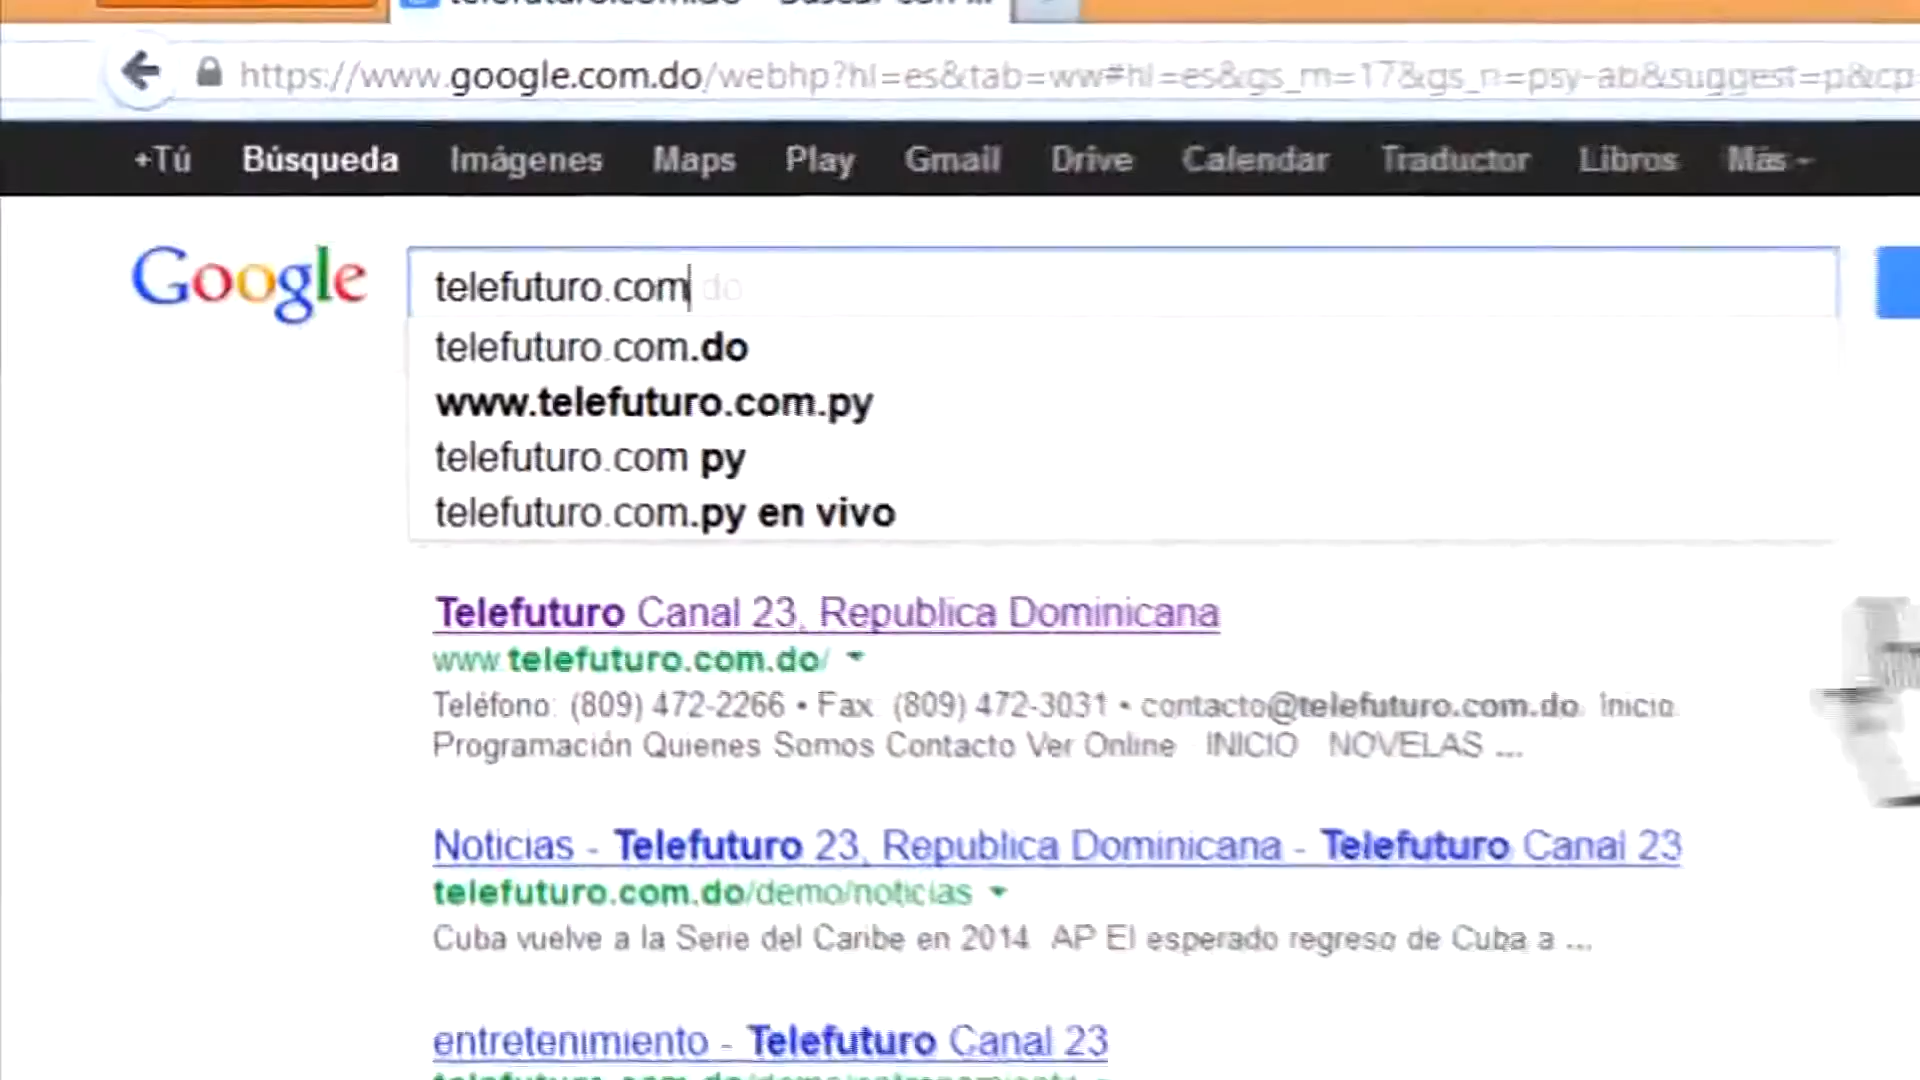 https://www.google.com.do/webhp?hl=es&tab=ww#hl=es&gs_rn=17&gs_ri=psy-ab&suggest=p&cp
+Tú Búsqueda Imágenes Maps Play Gmail Drive Calendar Traductor Libros Más
Google telefuturo.com do
telefuturo.com.do
www.telefuturo.com.py
telefuturo.com py
telefuturo.com.py en vivo
Telefuturo Canal 23, Republica Dominicana
www.telefuturo.com.do/
Teléfono: (809) 472-2266 • Fax: (809) 472-3031 • contacto@telefuturo.com.do. Inicio
Programación Quienes Somos Contacto Ver Online INICIO NOVELAS ...
Noticias - Telefuturo 23, Republica Dominicana - Telefuturo Canal 23
telefuturo.com.do/demo/noticias
Cuba vuelve a la Serie del Caribe en 2014 AP El esperado regreso de Cuba a ...
entretenimiento - Telefuturo Canal 23